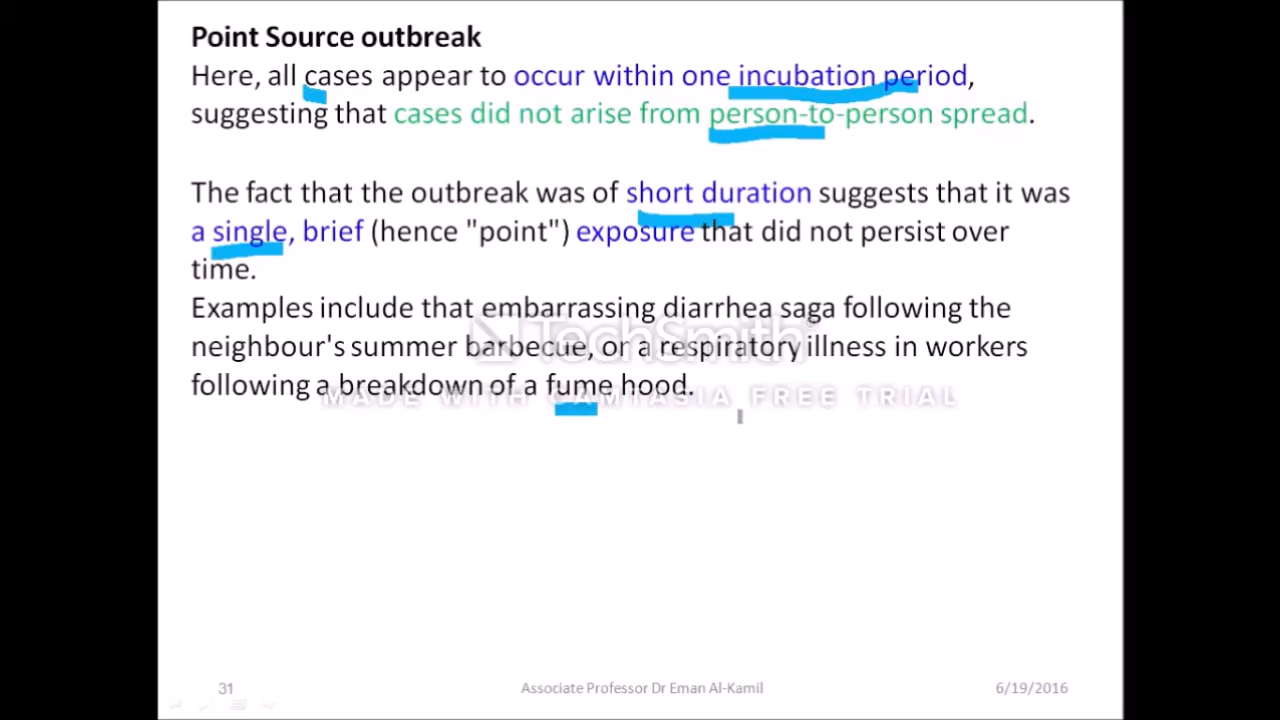 Point Source outbreak
Here, all cases appear to occur within one incubation period,
suggesting that cases did not arise from person-to-person spread.
The fact that the outbreak was of short duration suggests that it was
a single, brief (hence "point") exposure that did not persist over
time.
Examples include that embarrassing diarrhea saga following the
neighbour's summer barbecue, or a respiratory illness in workers
following a breakdown of a fume hood.
TechSmith®
MADE WITH CAMTASIA FREE TRIAL
31
Associate Professor Dr Eman Al-Kamil
6/19/2016